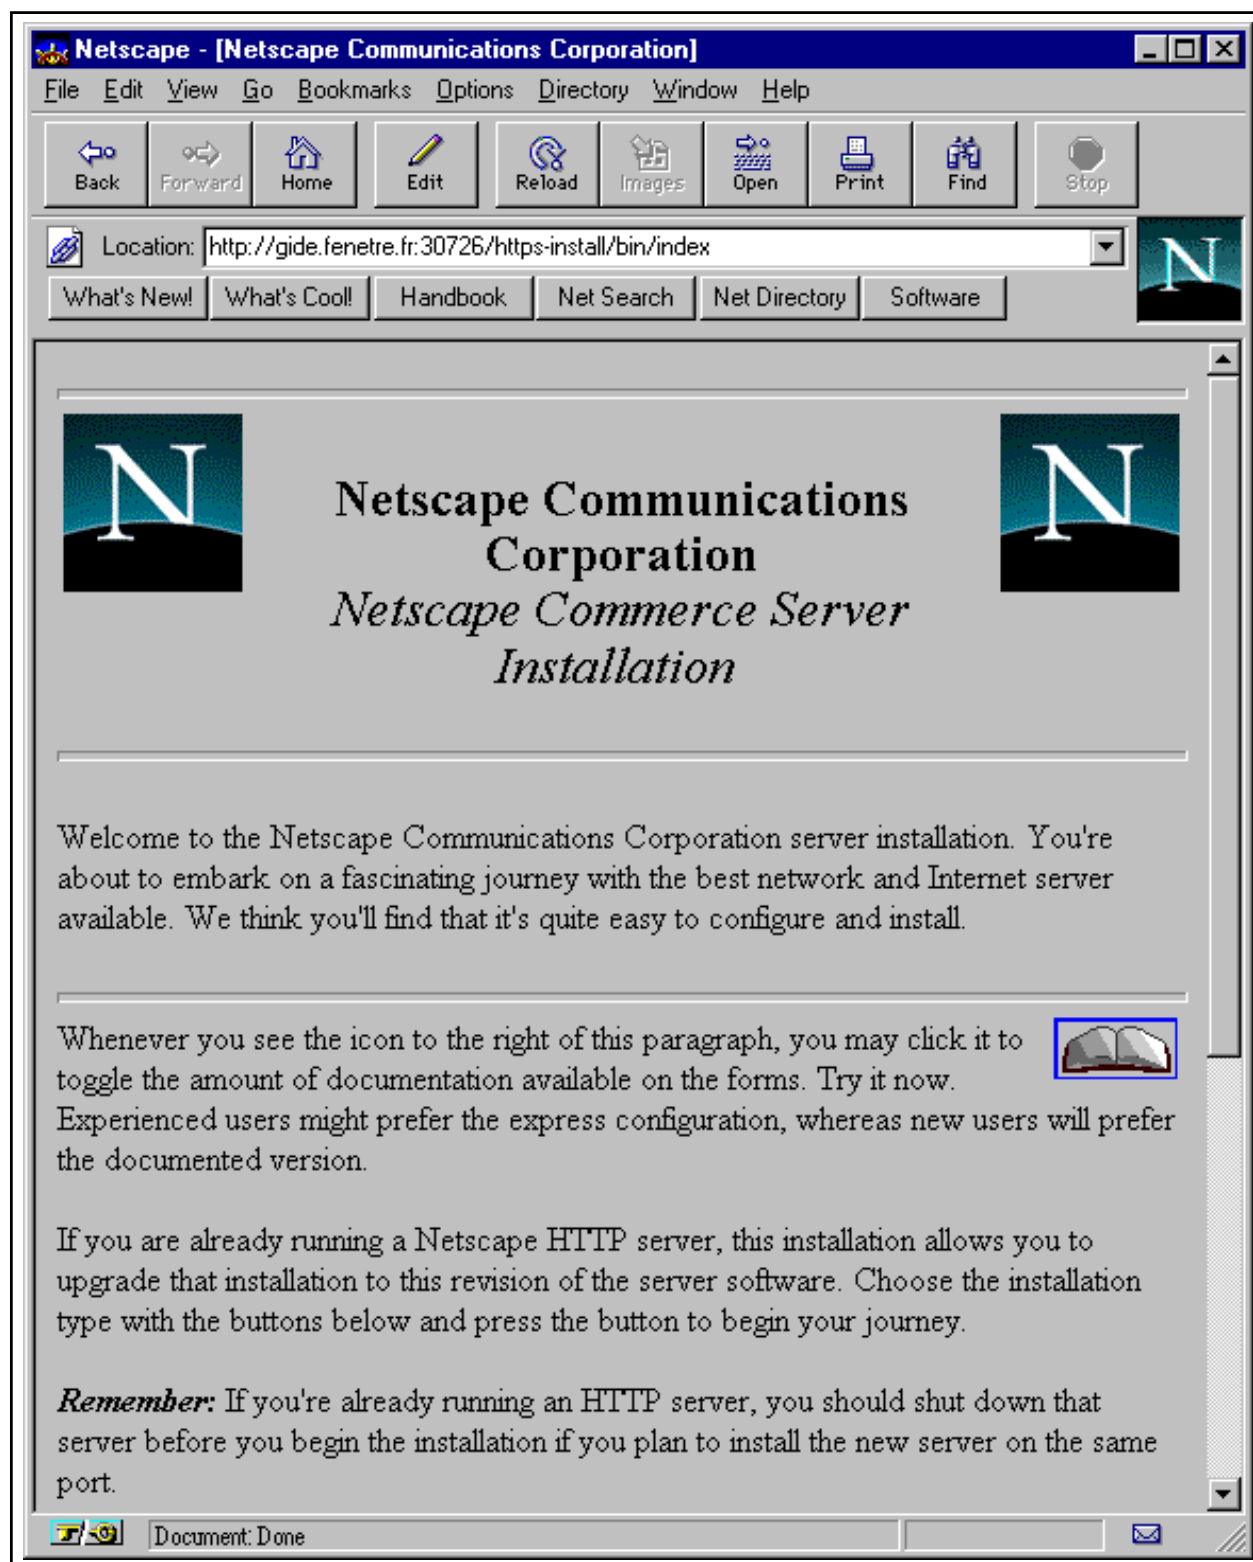 Netscape - [Netscape Communications Corporation]
File Edit View Go Bookmarks Options Directory Window Help
Back Forward Home Edit Reload Images Open Print Find Stop
Location: http://gide.fenetre.fr:30726/https-install/bin/index
N
What's New! What's Cool! Handbook Net Search Net Directory Software
N
N
Netscape Communications
Corporation
Netscape Commerce Server
Installation
Welcome to the Netscape Communications Corporation server installation. You're
about to embark on a fascinating journey with the best network and Internet server
available. We think you'll find that it's quite easy to configure and install.
Whenever you see the icon to the right of this paragraph, you may click it to
toggle the amount of documentation available on the forms. Try it now.
Experienced users might prefer the express configuration, whereas new users will prefer
the documented version.
If you are already running a Netscape HTTP server, this installation allows you to
upgrade that installation to this revision of the server software. Choose the installation
type with the buttons below and press the button to begin your journey.
Remember: If you're already running an HTTP server, you should shut down that
server before you begin the installation if you plan to install the new server on the same
port.
Document: Done